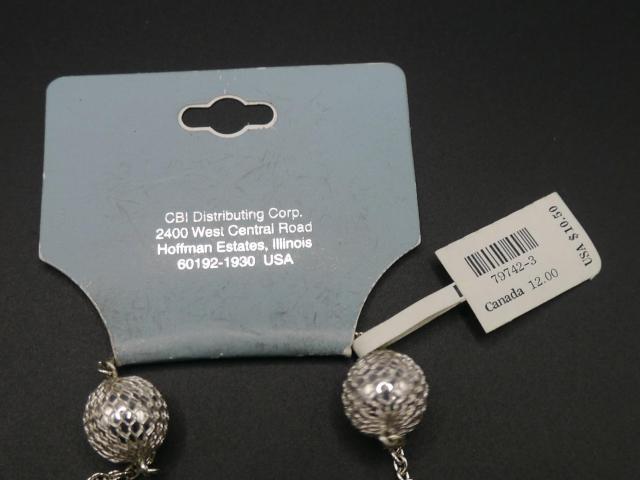 CBI Distributing Corp.
2400 West Central Road
Hoffman Estates, Illinois
60192-1930 USA
79742-3
Canada 12.00
USA $10.50